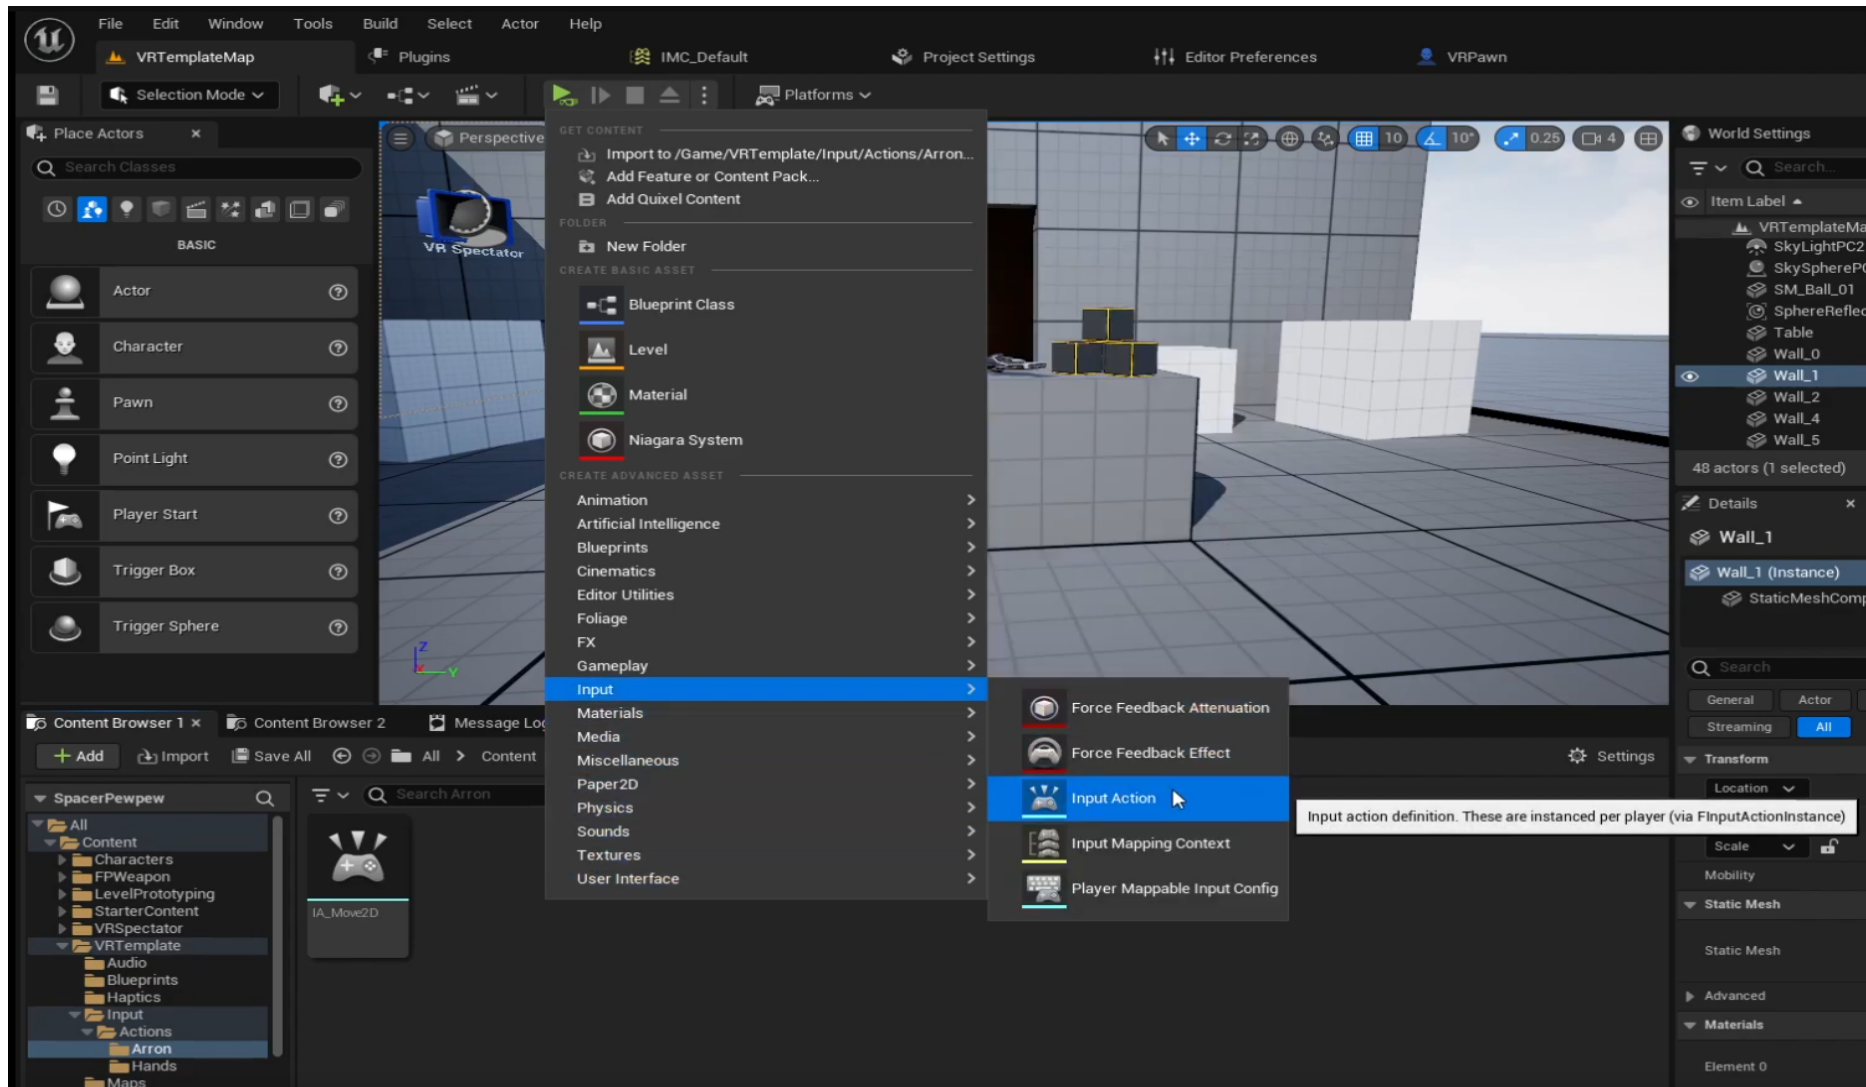 File Edit Window Tools Build Select Actor Help
VRTemplateMap Plugins IMC_Default Project Settings Editor Preferences VRPawn
Selection Mode Platforms
Place Actors
Search Classes
BASIC
Actor
Character
Pawn
Point Light
Player Start
Trigger Box
Trigger Sphere
Perspective
VR Spectator
10 10° 0.25 4
GET CONTENT
Import to /Game/VRTemplate/Input/Actions/Arron...
Add Feature or Content Pack...
Add Quixel Content
FOLDER
New Folder
CREATE BASIC ASSET
Blueprint Class
Level
Material
Niagara System
CREATE ADVANCED ASSET
Animation
Artificial Intelligence
Blueprints
Cinematics
Editor Utilities
Foliage
FX
Gameplay
Input
Materials
Media
Miscellaneous
Paper2D
Physics
Sounds
Textures
User Interface
Force Feedback Attenuation
Force Feedback Effect
Input Action
Input Mapping Context
Player Mappable Input Config
Input action definition. These are instanced per player (via FInputActionInstance)
World Settings
Search...
Item Label
VRTemplateMa
SkyLightPC2
SkySpherePC
SM_Ball_01
SphereReflec
Table
Wall_0
Wall_1
Wall_2
Wall_4
Wall_5
48 actors (1 selected)
Details
Wall_1
Wall_1 (Instance)
StaticMeshComp
Search
General Actor
Streaming All
Transform
Location
Scale
Mobility
Static Mesh
Static Mesh
Advanced
Materials
Element 0
Z
X Y
Content Browser 1 Content Browser 2 Message Log
Add Import Save All All Content Settings
SpacerPewpew
Search Arron
All
Content
Characters
FPWeapon
LevelPrototyping
StarterContent
VRSpectator
VRTemplate
Audio
Blueprints
Haptics
Input
Actions
Arron
Hands
Maps
IA_Move2D